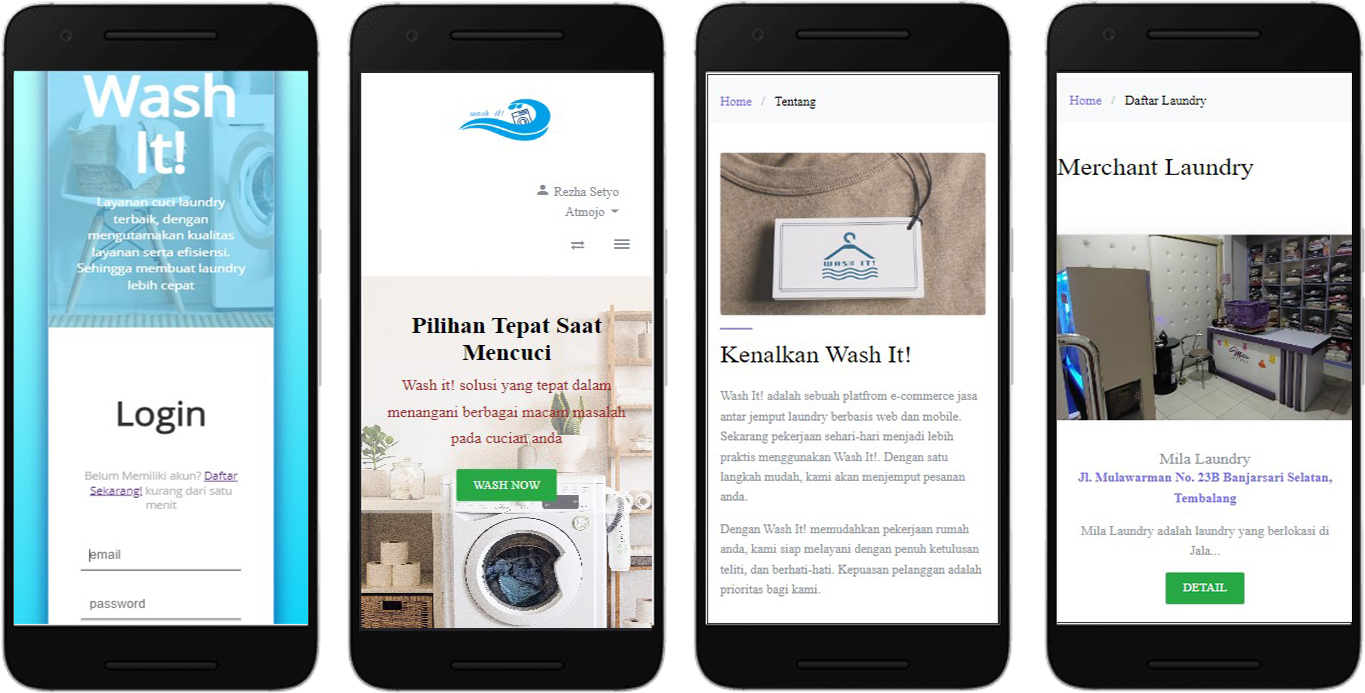 Wash
It!
Layanan cuci laundry
terbaik, dengan
mengutamakan kualitas
layanan serta efisiensi.
Sehingga membuat laundry
lebih cepat
Login
Belum Memiliki akun? Daftar
Sekarang! kurang dari satu
menit
email
password
wash it!
Rezha Setyo
Atmojo
Pilihan Tepat Saat
Mencuci
Wash it! solusi yang tepat dalam
menangani berbagai macam masalah
pada cucian anda
WASH NOW
Home / Tentang
WASH IT!
Kenalkan Wash It!
Wash It! adalah sebuah platfrom e-commerce jasa
antar jemput laundry berbasis web dan mobile.
Sekarang pekerjaan sehari-hari menjadi lebih
praktis menggunakan Wash It!. Dengan satu
langkah mudah, kami akan menjemput pesanan
anda.
Dengan Wash It! memudahkan pekerjaan rumah
anda, kami siap melayani dengan penuh ketulusan
teliti, dan berhati-hati. Kepuasan pelanggan adalah
prioritas bagi kami.
Home / Daftar Laundry
Merchant Laundry
Mila Laundry
Jl. Mulawarman No. 23B Banjarsari Selatan,
Tembalang
Mila Laundry adalah laundry yang berlokasi di
Jala...
DETAIL